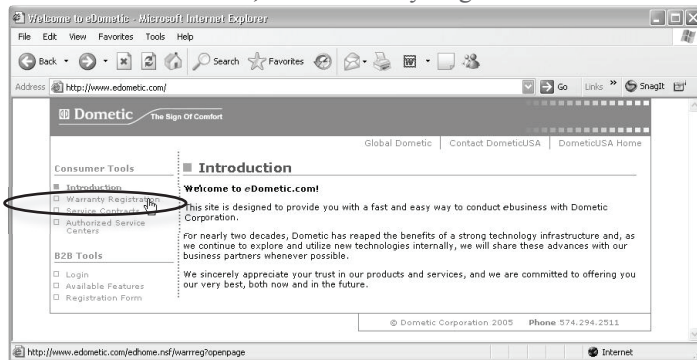 Welcome to eDometic - Microsoft Internet Explorer
File Edit View Favorites Tools Help
Back Search Favorites
Address http://www.edometic.com/ Go Links » SnagIt
Dometic The Sign Of Comfort
Global Dometic | Contact DometicUSA | DometicUSA Home
Consumer Tools
Introduction
Warranty Registration
Service Contracts
Authorized Service
Centers
B2B Tools
Login
Available Features
Registration Form
Introduction
Welcome to eDometic.com!
This site is designed to provide you with a fast and easy way to conduct ebusiness with Dometic
Corporation.
For nearly two decades, Dometic has reaped the benefits of a strong technology infrastructure and, as
we continue to explore and utilize new technologies internally, we will share these advances with our
business partners whenever possible.
We sincerely appreciate your trust in our products and services, and we are committed to offering you
our very best, both now and in the future.
© Dometic Corporation 2005 Phone 574.294.2511
http://www.edometic.com/edhome.nsf/warrreg?openpage Internet